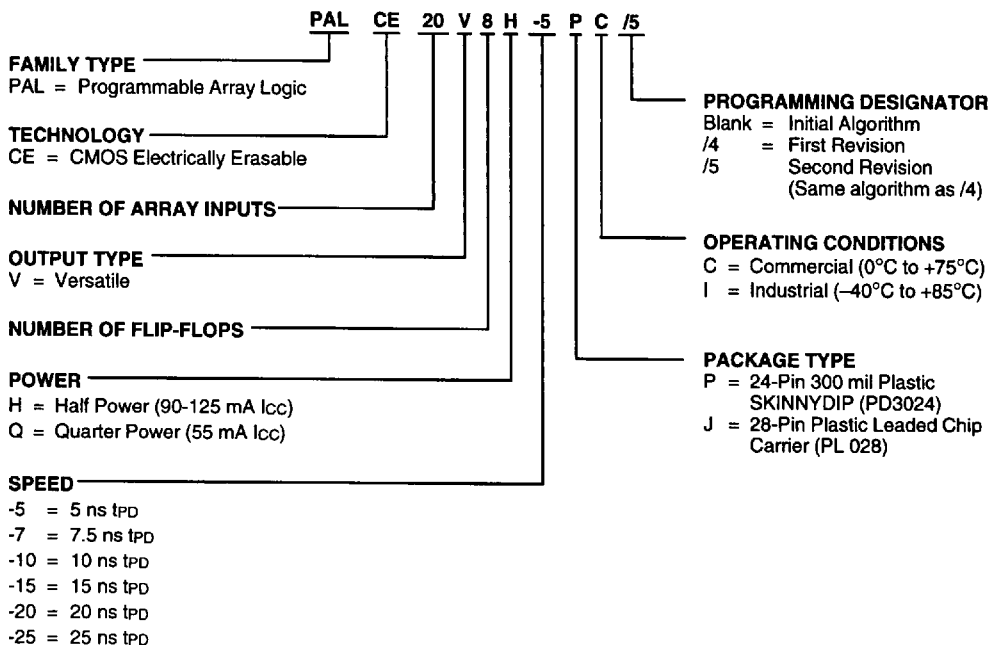 PAL CE 20 V 8 H -5 P C /5
FAMILY TYPE
PAL = Programmable Array Logic
TECHNOLOGY
CE = CMOS Electrically Erasable
NUMBER OF ARRAY INPUTS
OUTPUT TYPE
V = Versatile
NUMBER OF FLIP-FLOPS
POWER
H = Half Power (90-125 mA ICC)
Q = Quarter Power (55 mA ICC)
SPEED
-5 = 5 ns tPD
-7 = 7.5 ns tPD
-10 = 10 ns tPD
-15 = 15 ns tPD
-20 = 20 ns tPD
-25 = 25 ns tPD
PROGRAMMING DESIGNATOR
Blank = Initial Algorithm
/4 = First Revision
/5 Second Revision
(Same algorithm as /4)
OPERATING CONDITIONS
C = Commercial (0°C to +75°C)
I = Industrial (–40°C to +85°C)
PACKAGE TYPE
P = 24-Pin 300 mil Plastic
SKINNYDIP (PD3024)
J = 28-Pin Plastic Leaded Chip
Carrier (PL 028)